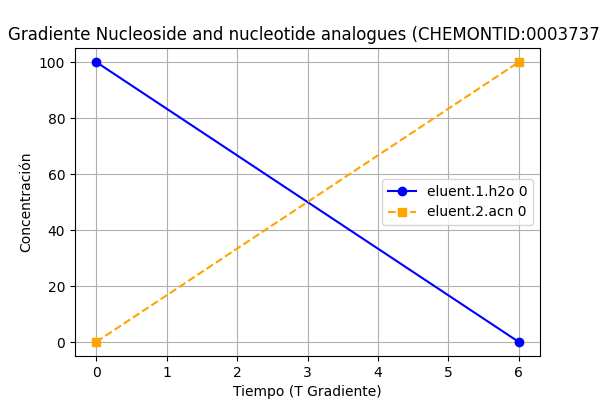 Gradiente Nucleoside and nucleotide analogues (CHEMONTID:0003737
100
80
60
40
20
0
Concentración
eluent.1.h2o 0
eluent.2.acn 0
0 1 2 3 4 5 6
Tiempo (T Gradiente)